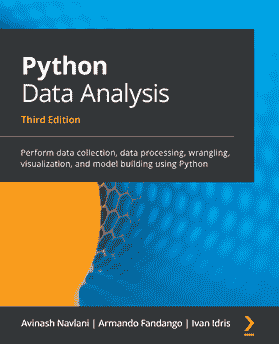 Python
Data Analysis
Third Edition
Perform data collection, data processing, wrangling,
visualization, and model building using Python
Avinash Navlani | Armando Fandango | Ivan Idris